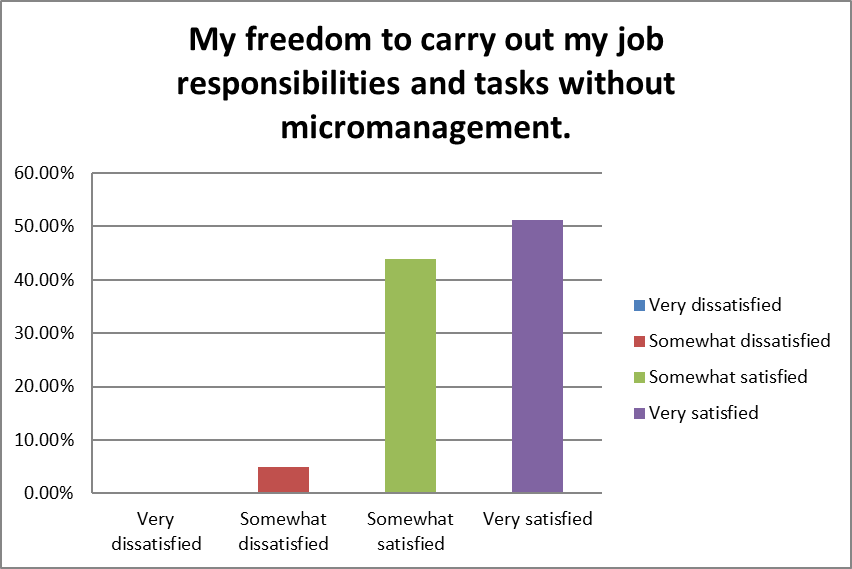 My freedom to carry out my job
responsibilities and tasks without
micromanagement.
60.00%
50.00%
40.00%
30.00%
20.00%
10.00%
0.00%
Very
dissatisfied
Somewhat
dissatisfied
Somewhat
satisfied
Very satisfied
Very dissatisfied
Somewhat dissatisfied
Somewhat satisfied
Very satisfied